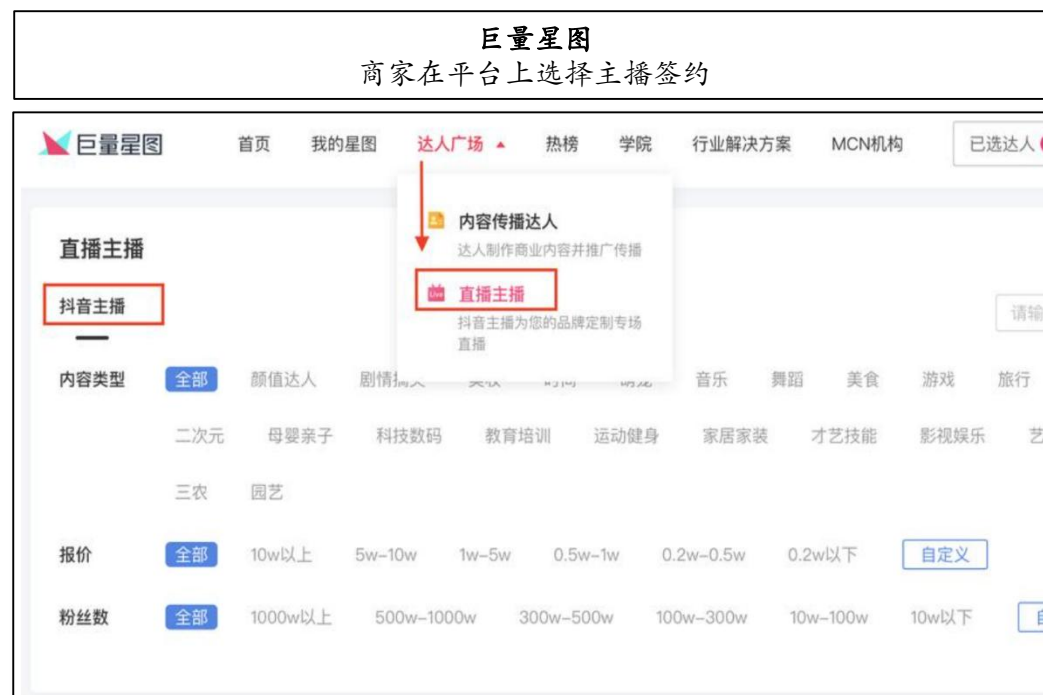 巨量星图
商家在平台上选择主播签约
巨量星图 首页 我的星图 达人广场 热榜 学院 行业解决方案 MCN机构 已选达人
内容传播达人
达人制作商业内容并推广传播
直播主播
抖音主播为您的品牌定制专场
直播
直播主播
抖音主播 请输
内容类型 全部 颜值达人 剧情 音乐 舞蹈 美食 游戏 旅行
二次元 母婴亲子 科技数码 教育培训 运动健身 家居家装 才艺技能 影视娱乐 艺
三农 园艺
报价 全部 10w以上 5w-10w 1w-5w 0.5w-1w 0.2w-0.5w 0.2w以下 自定义
粉丝数 全部 1000w以上 500w-1000w 300w-500w 100w-300w 10w-100w 10w以下